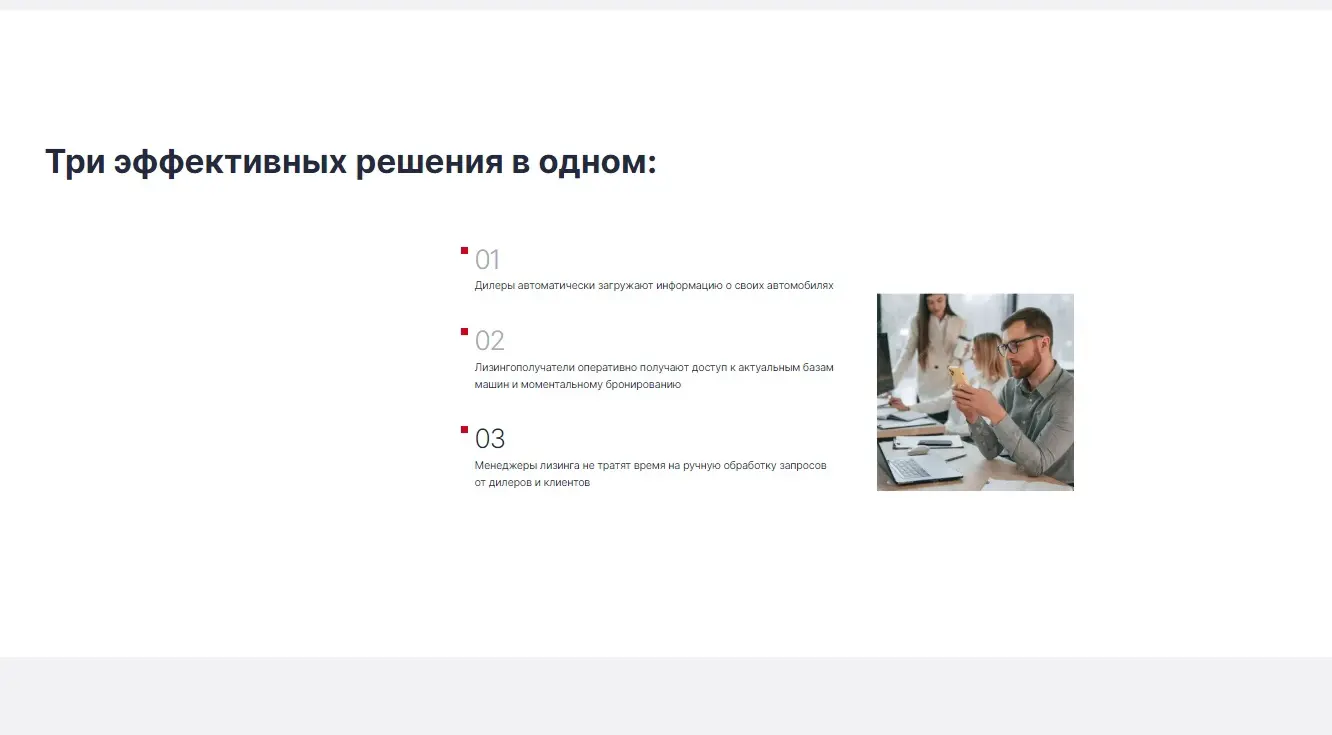 Три эффективных решения в одном:
01
Дилеры автоматически загружают информацию о своих автомобилях
02
Лизингополучатели оперативно получают доступ к актуальным базам
машин и моментальному бронированию
03
Менеджеры лизинга не тратят время на ручную обработку запросов
от дилеров и клиентов